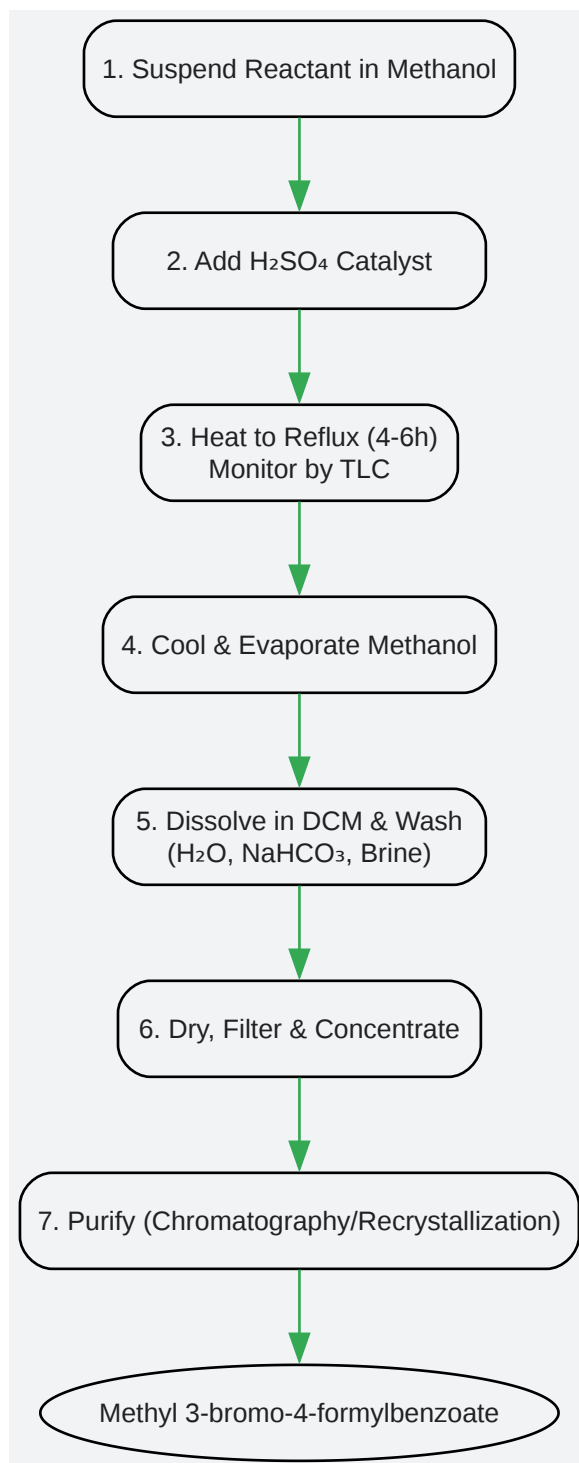 1. Suspend Reactant in Methanol
2. Add H₂SO₄ Catalyst
3. Heat to Reflux (4-6h)
Monitor by TLC
4. Cool & Evaporate Methanol
5. Dissolve in DCM & Wash
(H₂O, NaHCO₃, Brine)
6. Dry, Filter & Concentrate
7. Purify (Chromatography/Recrystallization)
Methyl 3-bromo-4-formylbenzoate